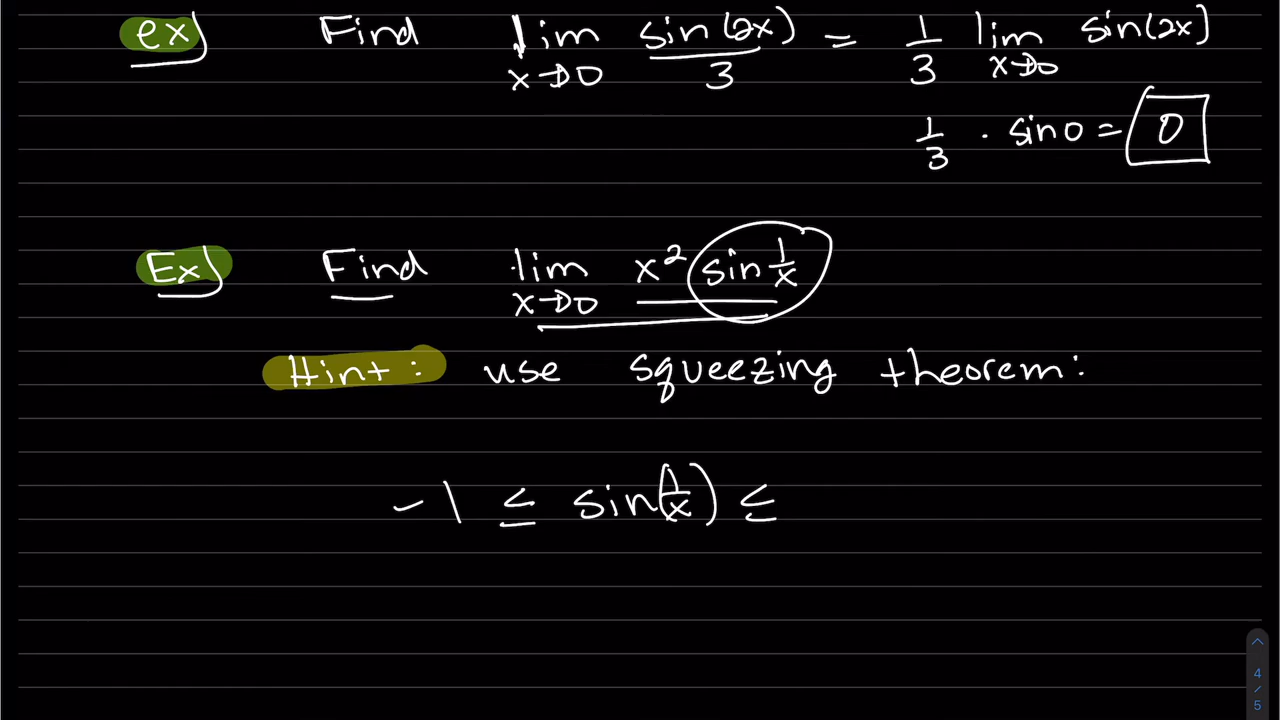 ex) Find lim x→0 sin(2x)/3 = 1/3 lim x→0 sin(2x)
1/3 · sin0 = 0
Ex) Find lim x→0 x² sin 1/x
Hint: use squeezing theorem:
-1 ≤ sin(1/x) ≤
4
/
5